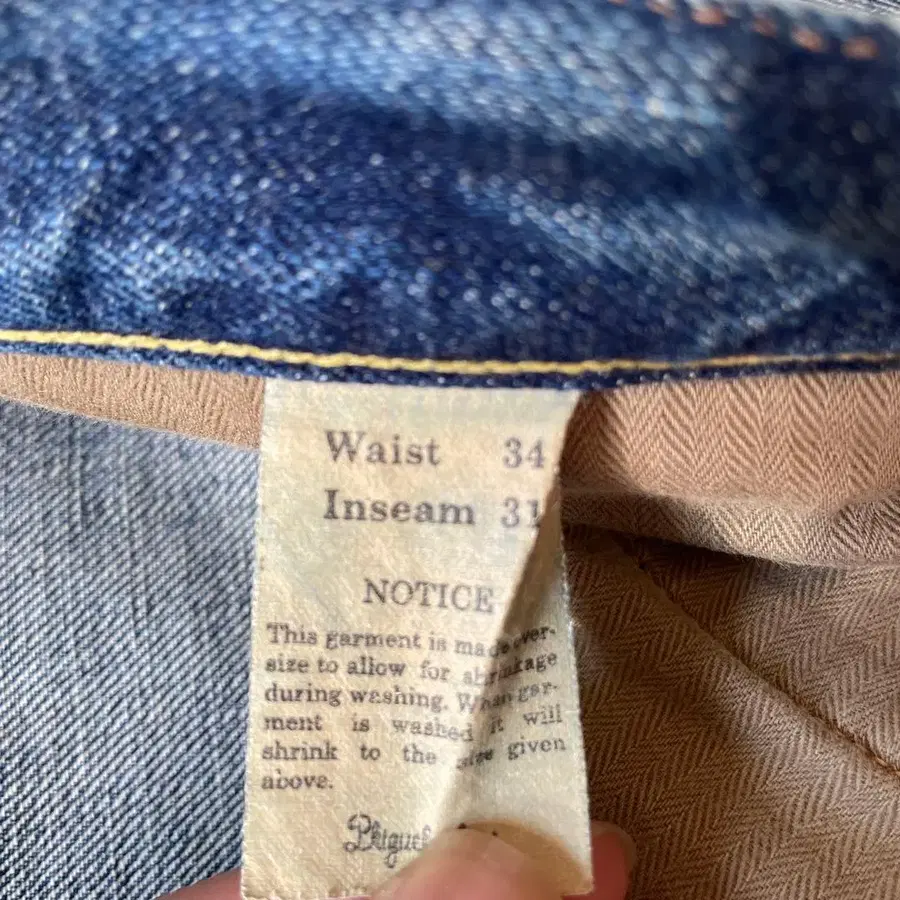 Waist 34
Inseam 31
NOTICE
This garment is made over-
size to allow for shrinkage
during washing. When gar-
ment is washed it will
shrink to the size given
above.